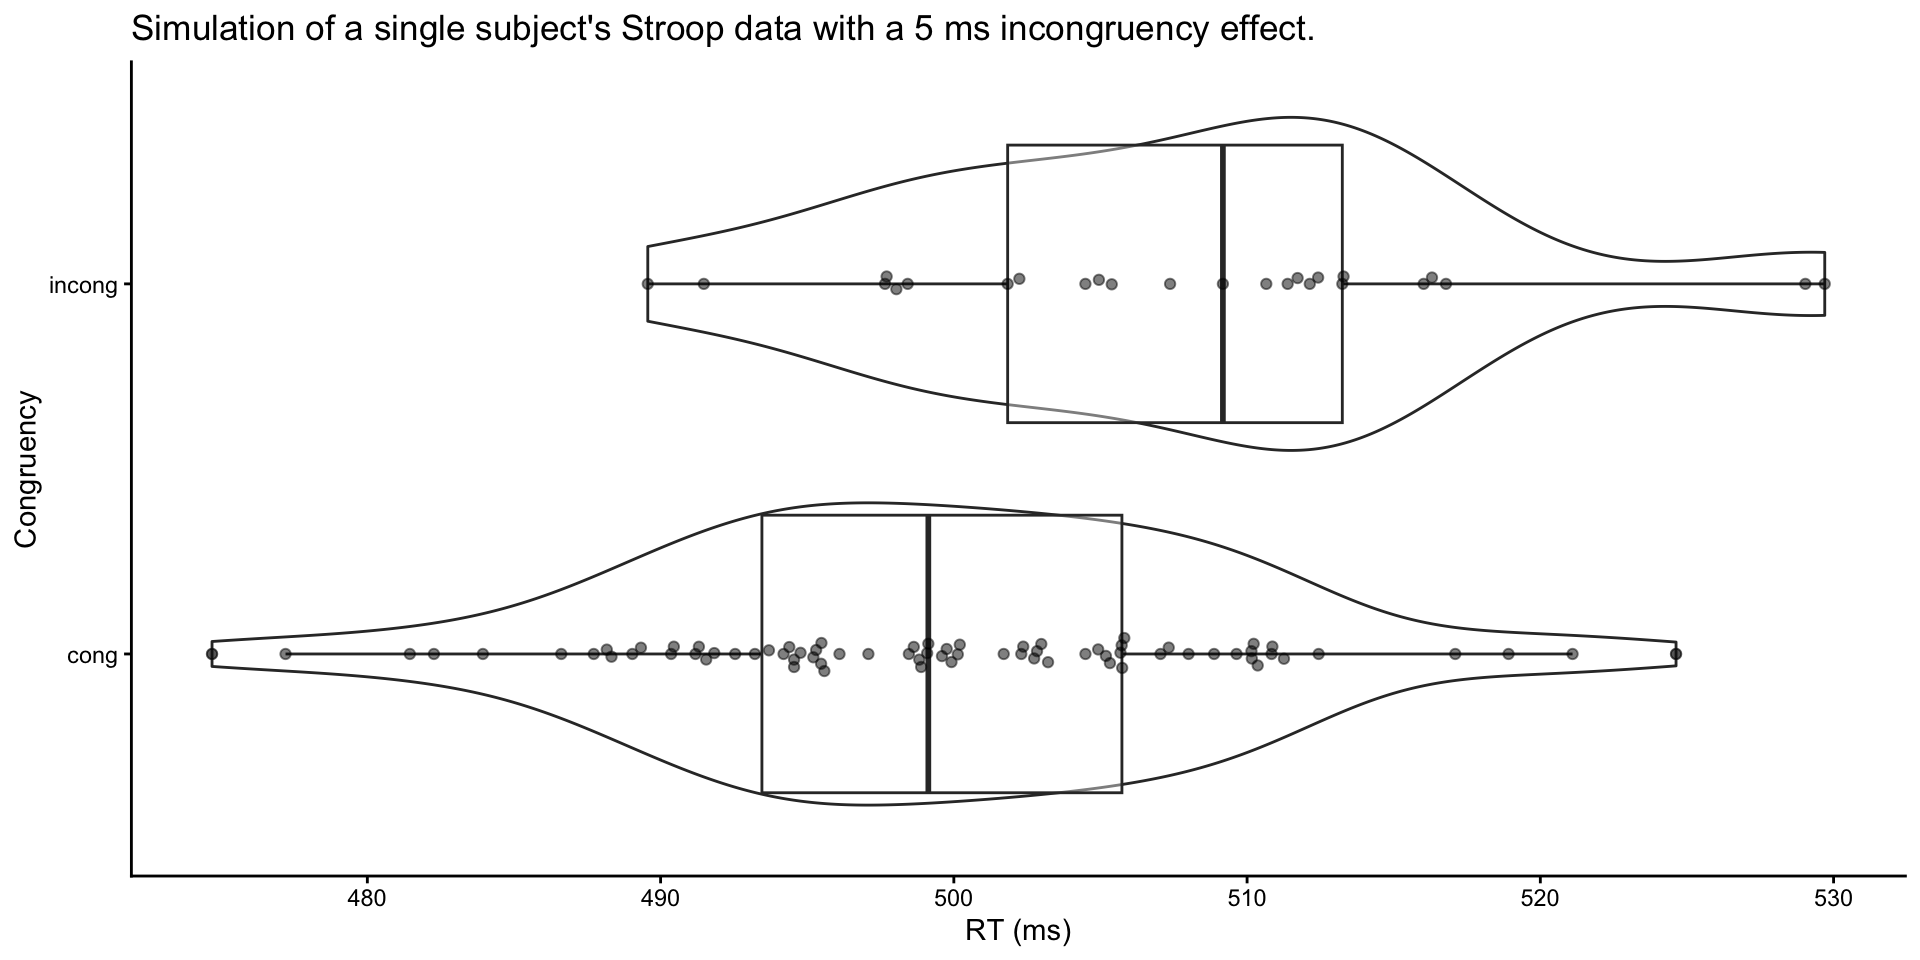 Simulation of a single subject's Stroop data with a 5 ms incongruency effect.
incong
Congruency
cong
480 490 500 510 520 530
RT (ms)